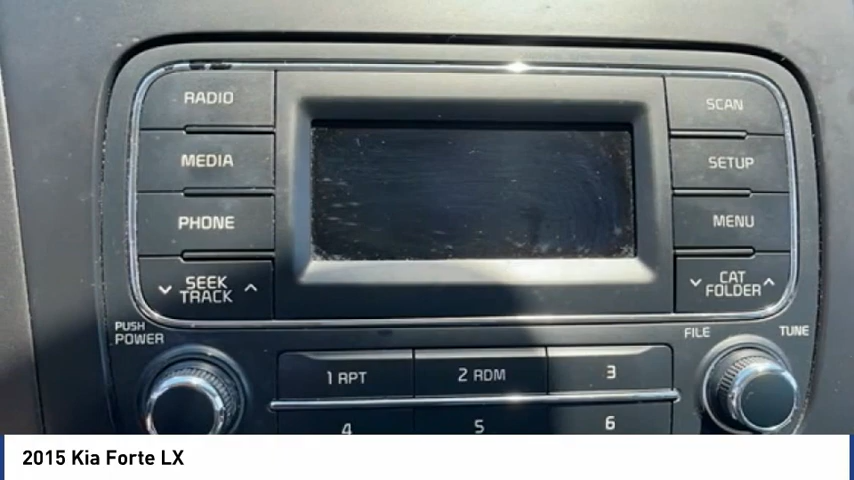 RADIO
SCAN
MEDIA
SETUP
PHONE
MENU
SEEK
TRACK
CAT
FOLDER
PUSH
POWER
FILE
TUNE
1 RPT
2 RDM
3
4
5
6
2015 Kia Forte LX